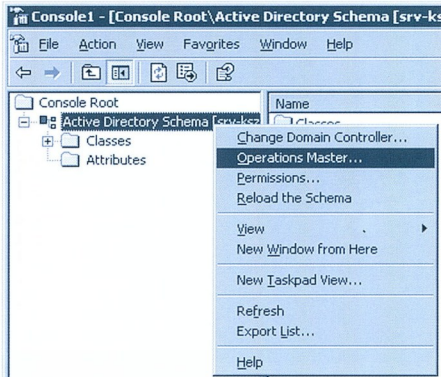 Console1 - [Console Root\Active Directory Schema [srv-ks
File Action View Favorites Window Help
Console Root
Active Directory Schema [srv-ksz
Classes
Attributes
Name
Classes
Change Domain Controller...
Operations Master...
Permissions...
Reload the Schema
View
New Window from Here
New Taskpad View...
Refresh
Export List...
Help